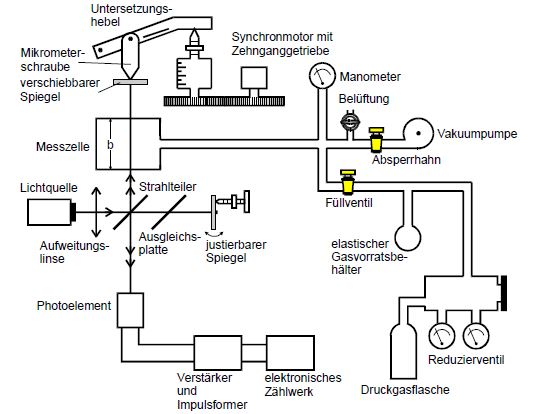 Untersetzungs-
hebel
Synchronmotor mit
Zehnganggetriebe
Mikrometer-
schraube
verschiebbarer
Spiegel
Manometer
Belüftung
Messzelle
b
Vakuumpumpe
Absperrhahn
Lichtquelle
Strahlteiler
Füllventil
Aufweitungs-
linse
Ausgleichs-
platte
justierbarer
Spiegel
elastischer
Gasvorratsbe-
hälter
Photoelement
Reduzierventil
Verstärker
und
Impulsformer
elektronisches
Zählwerk
Druckgasflasche